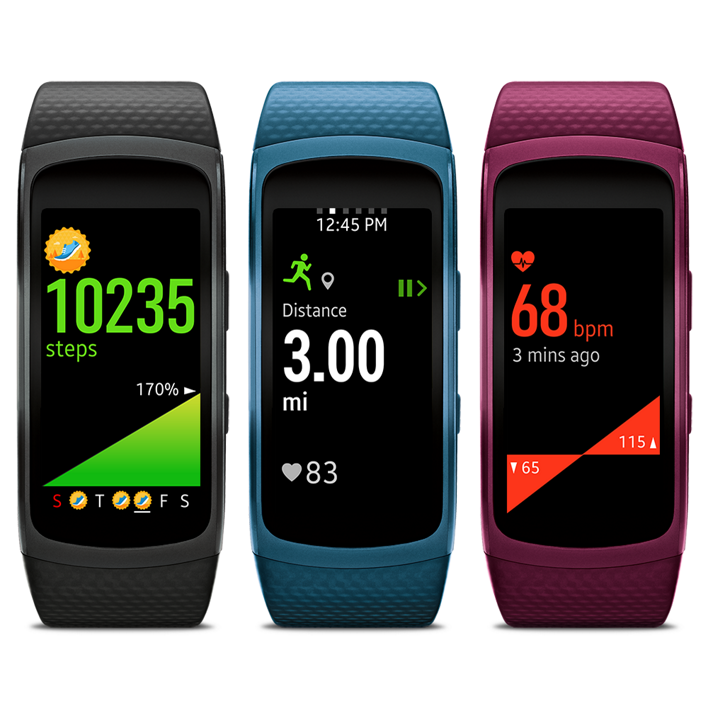 10235
steps
170%
S T F S
12:45 PM
Distance
3.00
mi
83
68 bpm
3 mins ago
115
65